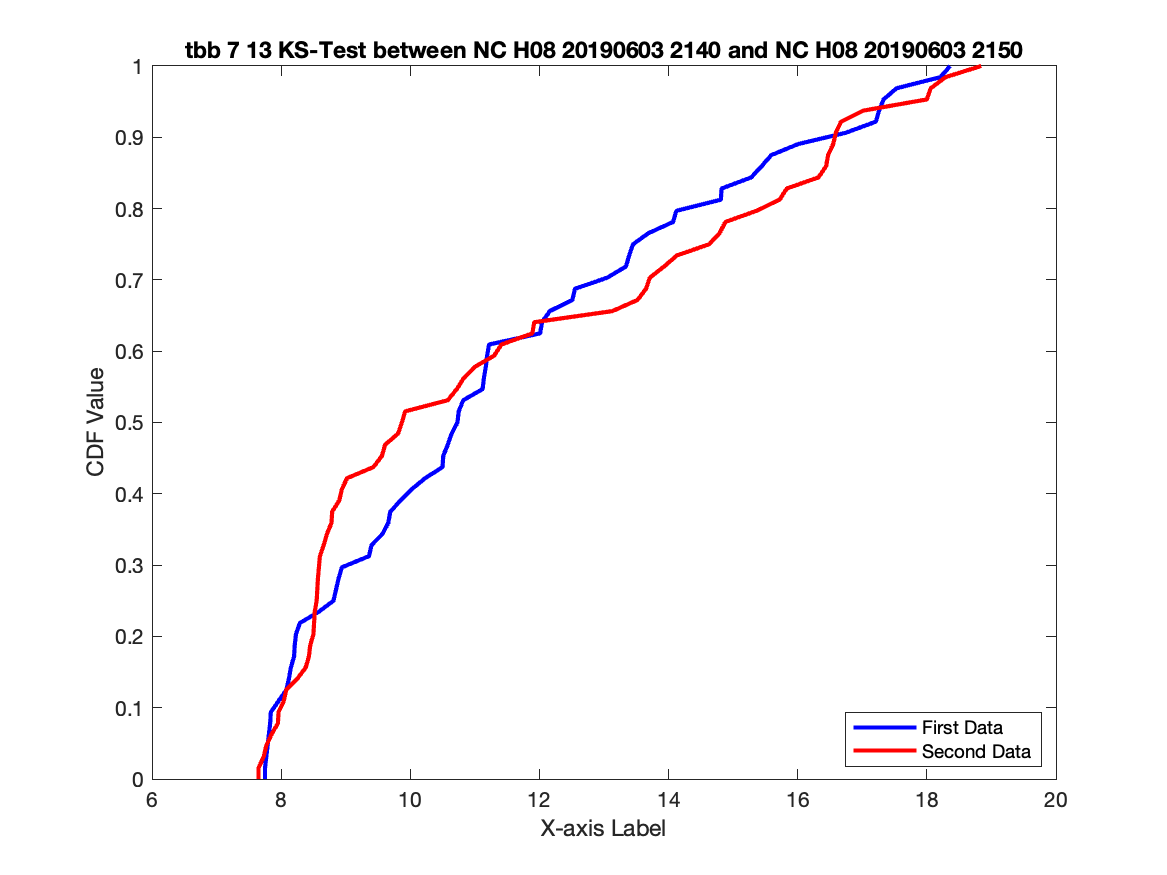 tbb 7 13 KS-Test between NC H08 20190603 2140 and NC H08 20190603 2150
1
0.9
0.8
0.7
0.6
0.5
0.4
0.3
0.2
0.1
0
CDF Value
6 8 10 12 14 16 18 20
X-axis Label
First Data
Second Data